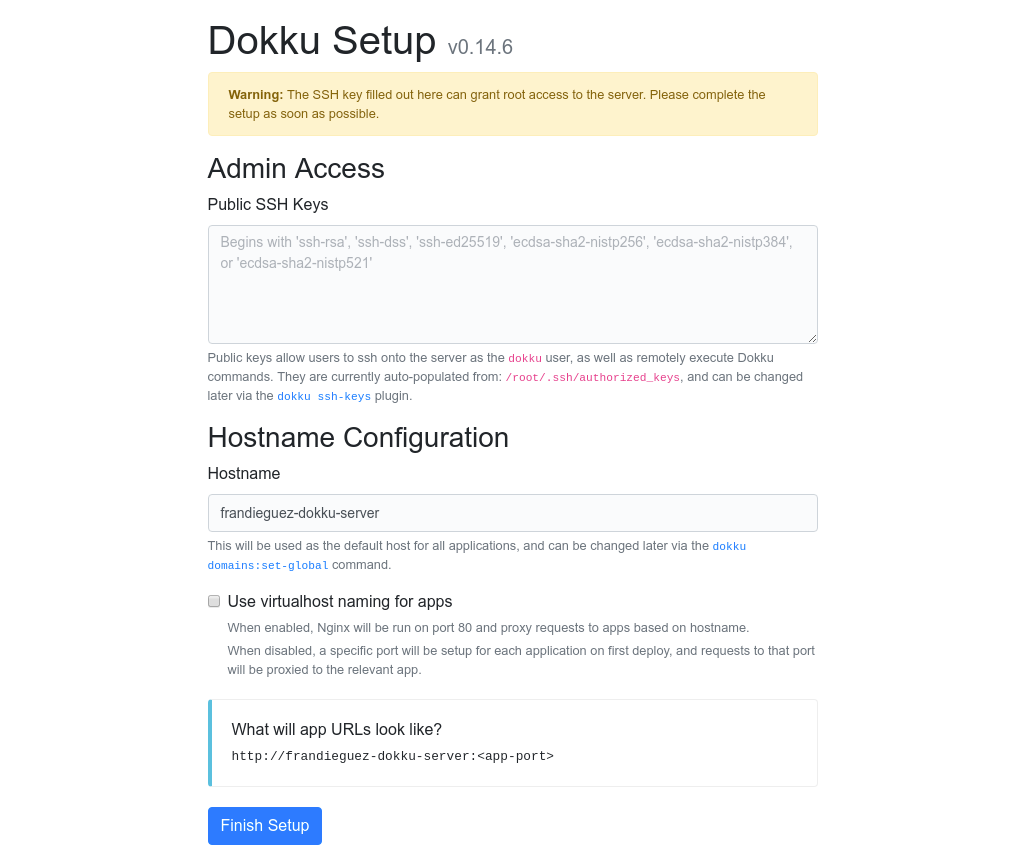 Dokku Setup v0.14.6
Warning: The SSH key filled out here can grant root access to the server. Please complete the
setup as soon as possible.
Admin Access
Public SSH Keys
Begins with 'ssh-rsa', 'ssh-dss', 'ssh-ed25519', 'ecdsa-sha2-nistp256', 'ecdsa-sha2-nistp384',
or 'ecdsa-sha2-nistp521'
Public keys allow users to ssh onto the server as the dokku user, as well as remotely execute Dokku
commands. They are currently auto-populated from: /root/.ssh/authorized_keys, and can be changed
later via the dokku ssh-keys plugin.
Hostname Configuration
Hostname
frandieguez-dokku-server
This will be used as the default host for all applications, and can be changed later via the dokku
domains:set-global command.
Use virtualhost naming for apps
When enabled, Nginx will be run on port 80 and proxy requests to apps based on hostname.
When disabled, a specific port will be setup for each application on first deploy, and requests to that port
will be proxied to the relevant app.
What will app URLs look like?
http://frandieguez-dokku-server:<app-port>
Finish Setup